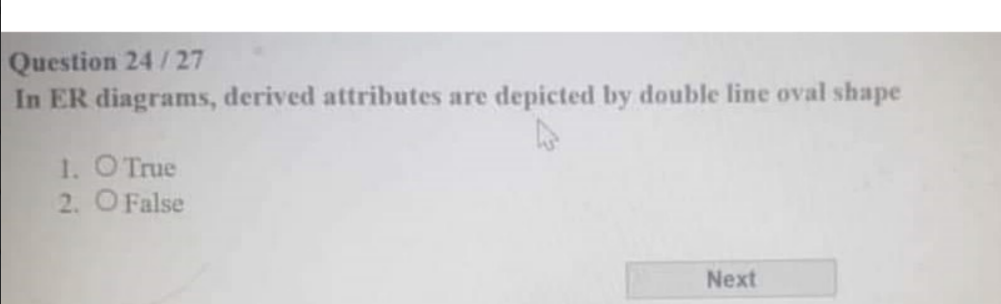 Question 24 / 27
In ER diagrams, derived attributes are depicted by double line oval shape
1. True
2. False
Next